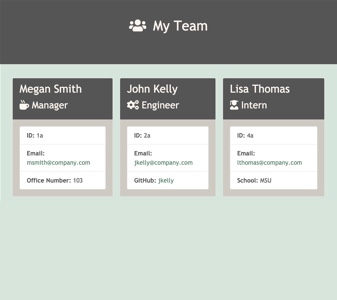 My Team
Megan Smith
Manager
ID: 1a
Email:
msmith@company.com
Office Number: 103
John Kelly
Engineer
ID: 2a
Email:
jkelly@company.com
GitHub: jkelly
Lisa Thomas
Intern
ID: 4a
Email:
lthomas@company.com
School: MSU